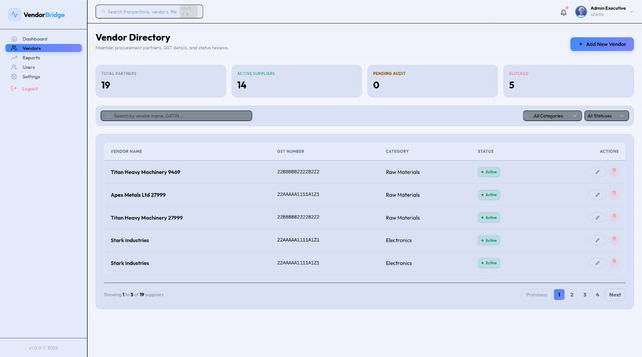 VendorBridge
Search transactions, vendors, file
Admin Executive
ADMIN
Dashboard
Vendors
Reports
Users
Settings
Logout
Vendor Directory
Maintain procurement partners, GST details, and status reviews.
+ Add New Vendor
TOTAL PARTNERS
19
ACTIVE SUPPLIERS
14
PENDING AUDIT
0
BLOCKED
5
Search by vendor name, GSTIN...
All Categories
All Statuses
VENDOR NAME GST NUMBER CATEGORY STATUS ACTIONS
Titan Heavy Machinery 9469 22BBBBB2222B2Z2 Raw Materials Active
Apex Metals Ltd 27999 22AAAAA1111A1Z1 Raw Materials Active
Titan Heavy Machinery 27999 22BBBBB2222B2Z2 Raw Materials Active
Stark Industries 22AAAAA1111A1Z1 Electronics Active
Stark Industries 22AAAAA1111A1Z1 Electronics Active
Showing 1 to 5 of 19 suppliers
Previous 1 2 3 4 Next
v1.0.0 © 2026